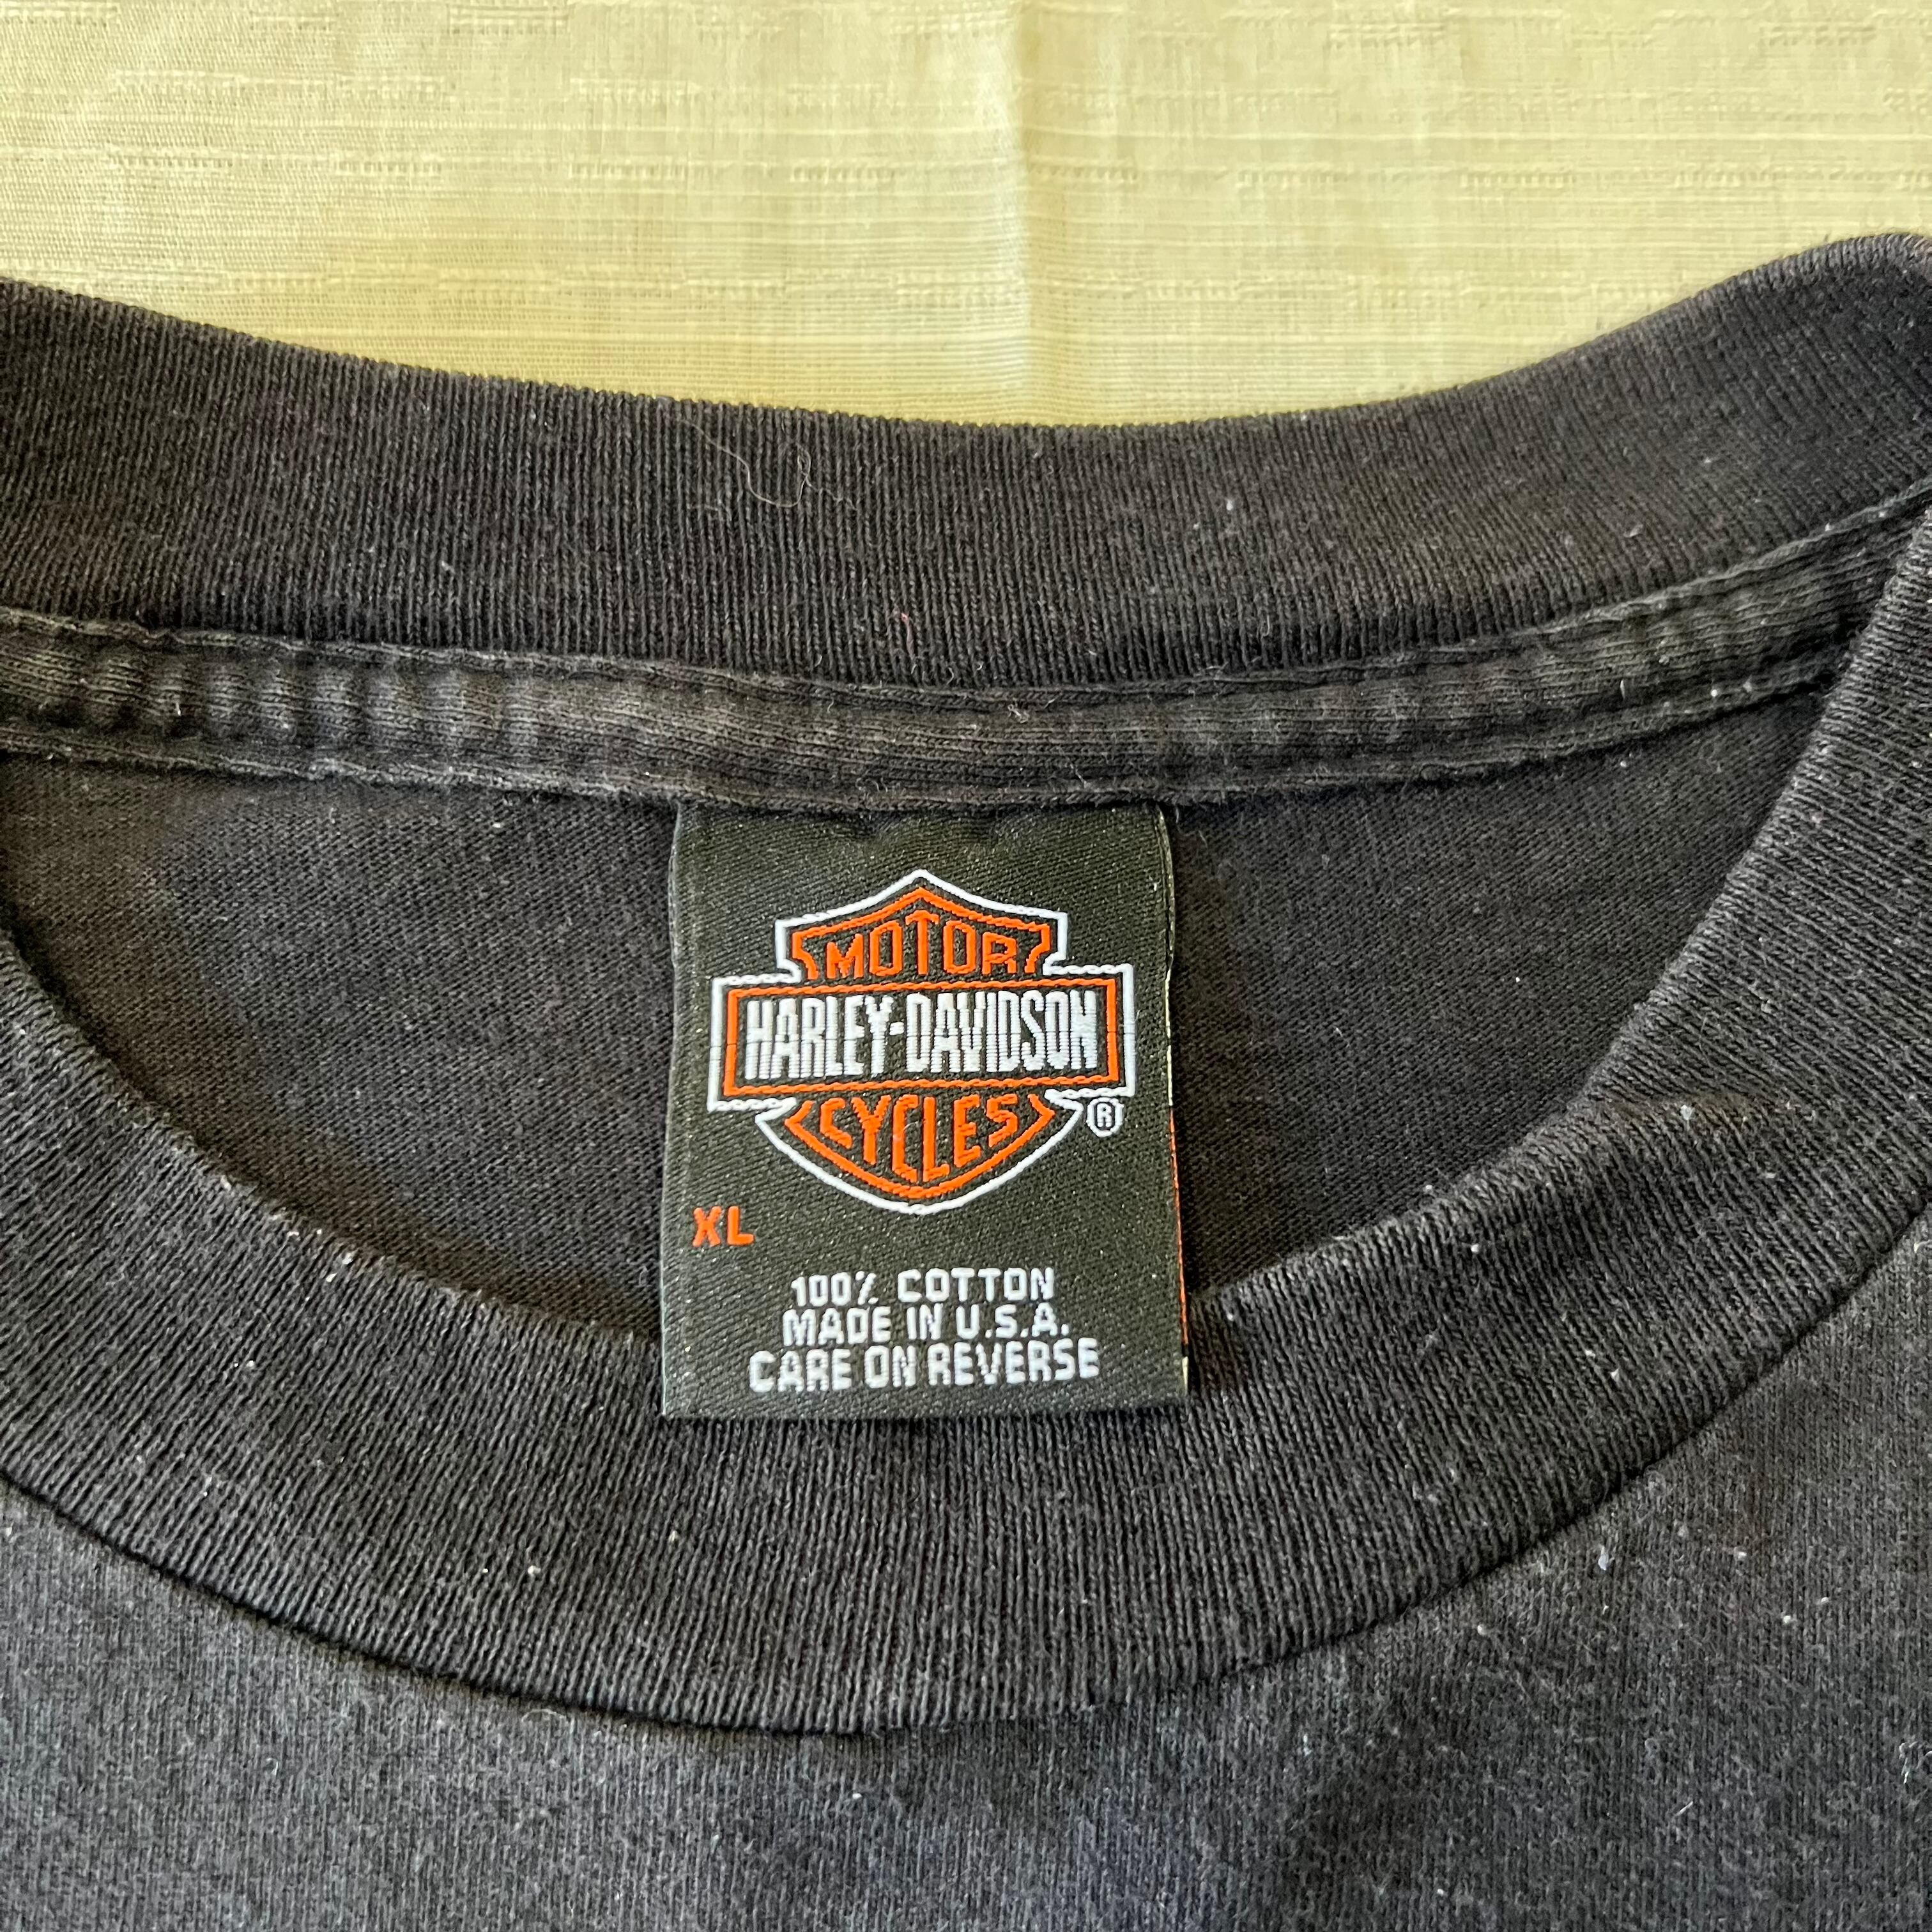 MOTOR
HARLEY-DAVIDSON
CYCLES ®
XL
100% COTTON
MADE IN U.S.A.
CARE ON REVERSE